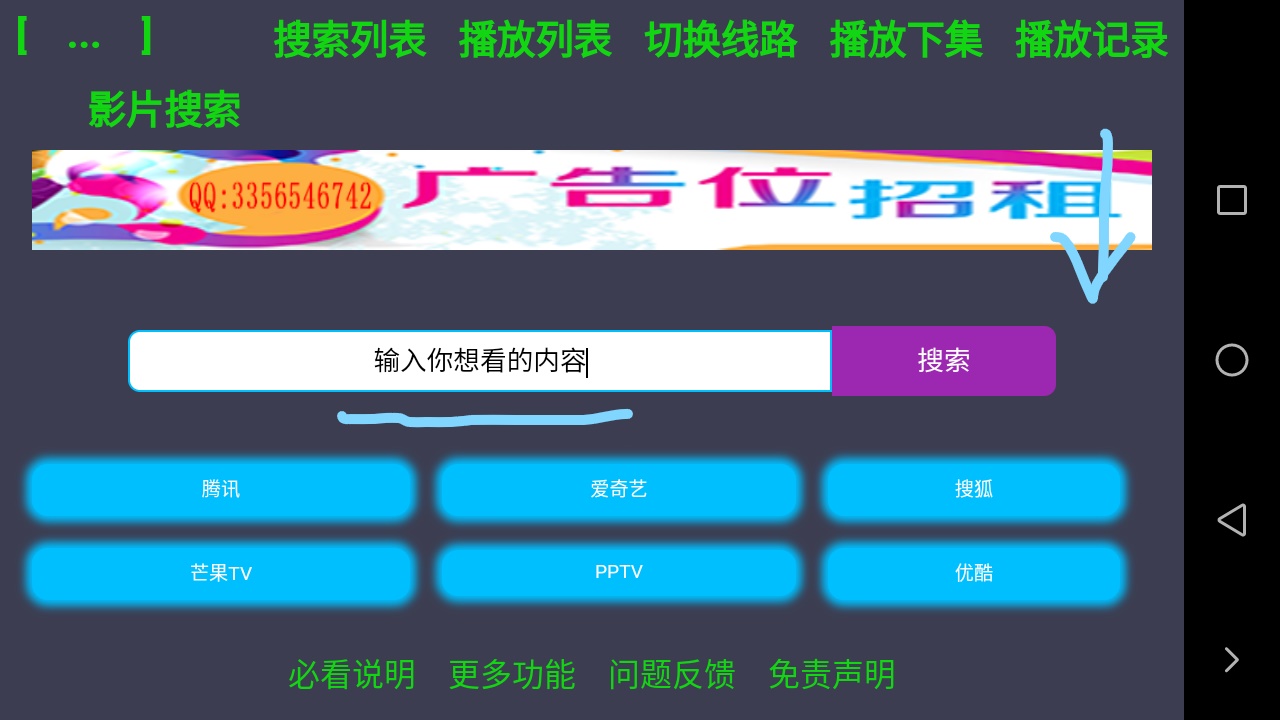 [ ... ] 搜索列表 播放列表 切换线路 播放下集 播放记录
影片搜索
QQ:3356546742 广告位招租
输入你想看的内容 搜索
腾讯 爱奇艺 搜狐
芒果TV PPTV 优酷
必看说明 更多功能 问题反馈 免责声明